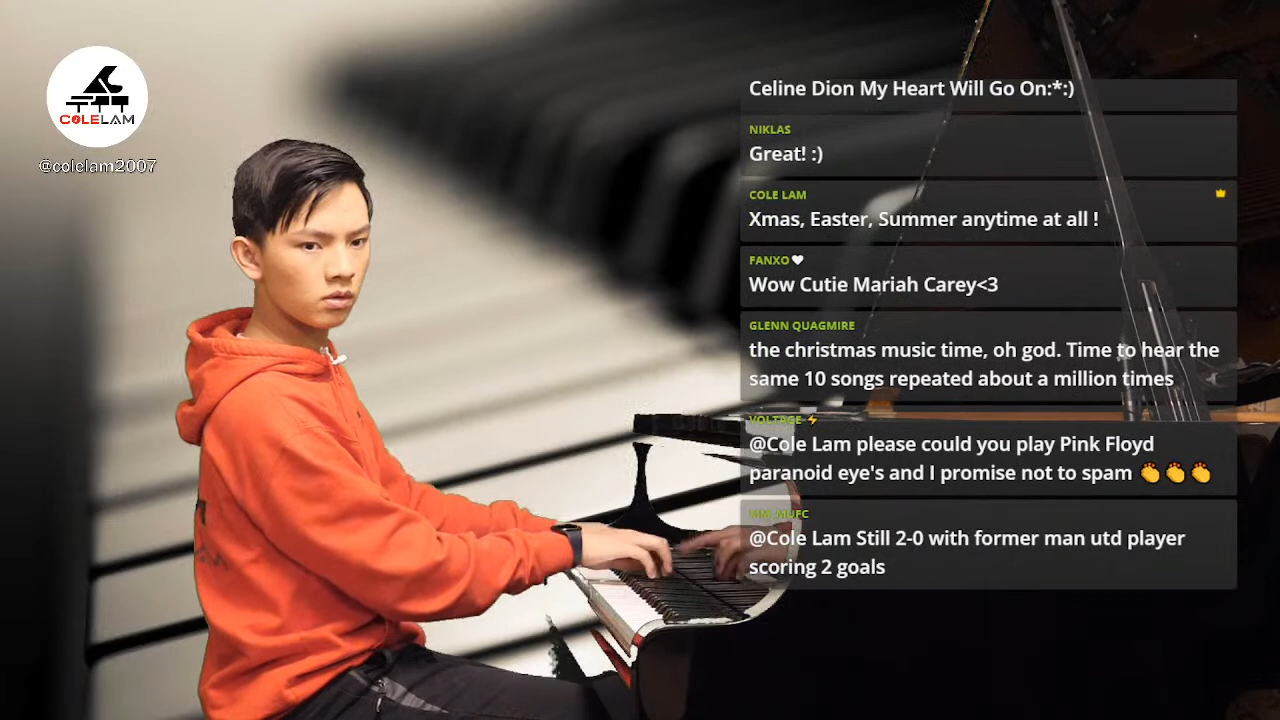 COLELAM
@colelam2007
Celine Dion My Heart Will Go On:*:)
NIKLAS
Great! :)
COLE LAM
Xmas, Easter, Summer anytime at all !
FANXO🤍
Wow Cutie Mariah Carey<3
GLENN QUAGMIRE
the christmas music time, oh god. Time to hear the
same 10 songs repeated about a million times
VOLTAGE ⚡
@Cole Lam please could you play Pink Floyd
paranoid eye's and I promise not to spam 👏👏👏
MM-MUFC
@Cole Lam Still 2-0 with former man utd player
scoring 2 goals